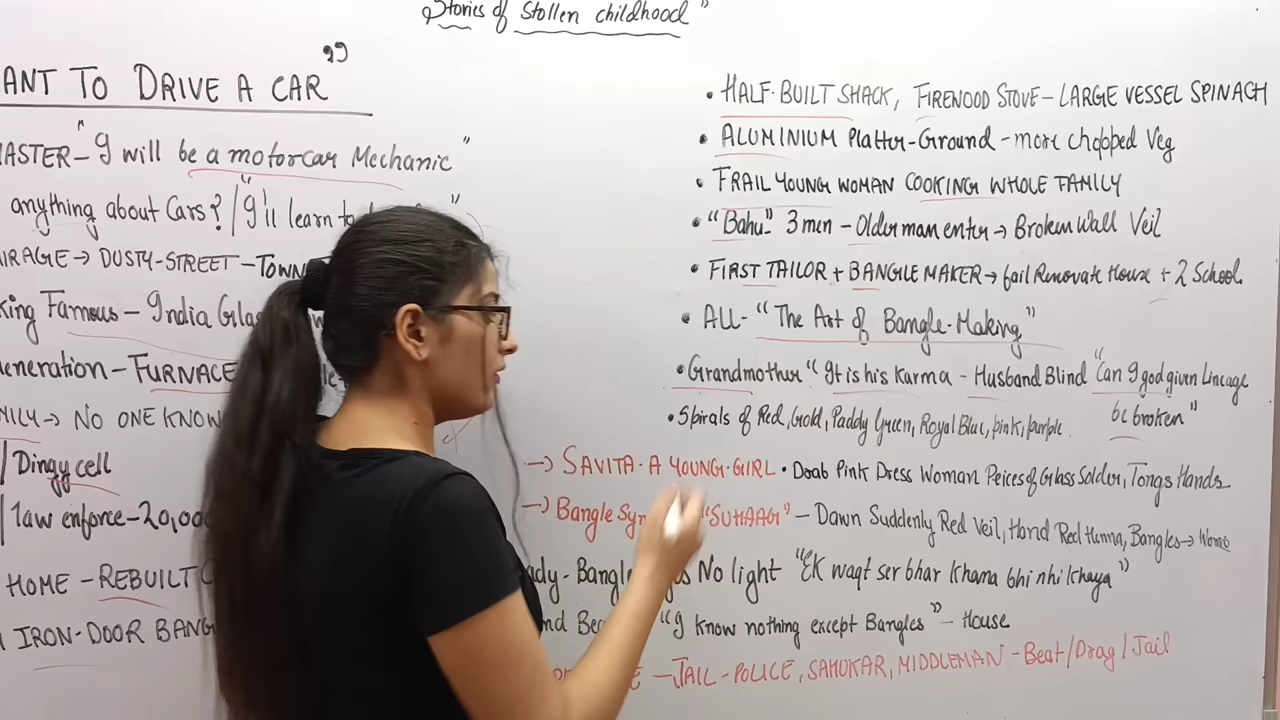 Stories of Stollen childhood"
ANT TO DRIVE A CAR"
MASTER - "I will be a motorcar Mechanic"
anything about Cars? / "I'll learn to
MIRAGE → DUSTY-STREET - TOWN
king Famous - India Glas
eneration - FURNACE
MILY → NO ONE KNOW
/ Dingy cell
/ law enforce - 20,000
HOME - REBUILT
IRON-DOOR BANG
• HALF-BUILT SHACK, FIREWOOD STOVE - LARGE VESSEL SPINACH
• ALUMINIUM Platter - Ground - more chopped Veg
• FRAIL YOUNG WOMAN COOKING WHOLE FAMILY
• "Bahu" 3 men - Older man enter → Broken Wall Veil
• FIRST TAILOR + BANGLE MAKER → fail Renovate House + 2 School
• ALL - "The Art of Bangle-Making"
• Grandmother "It is his Karma - Husband Blind "Can I god given Lineage be broken"
• Spirals of Red, Gold, Paddy Green, Royal Blue, pink, purple.
→ SAVITA - A YOUNG-GIRL • Drab Pink Dress Woman Peices of Glass Solder, Tongs Hands
→ Bangle Sym "SUHAAG" - Dawn Suddenly Red Veil, Hand Red Henna, Bangles →
ady - Bangle No light "EK waqt ser bhar Khana bhi nhi Khaya"
nd Bea "I know nothing except Bangles" - House
- JAIL - POLICE, SAHUKAR, MIDDLEMAN - Beat/Drag/Jail